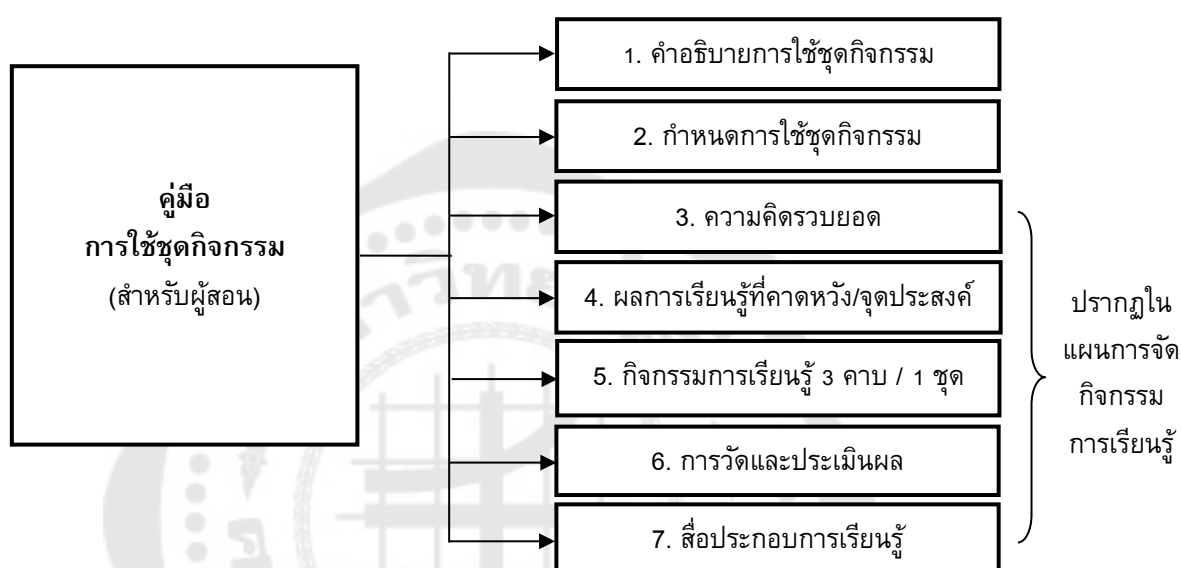 1. คำอธิบายการใช้ชุดกิจกรรม
2. กำหนดการใช้ชุดกิจกรรม
คู่มือ
การใช้ชุดกิจกรรม
(สำหรับผู้สอน)
3. ความคิดรวบยอด
4. ผลการเรียนรู้ที่คาดหวัง/จุดประสงค์
5. กิจกรรมการเรียนรู้ 3 คาบ / 1 ชุด
6. การวัดและประเมินผล
7. สื่อประกอบการเรียนรู้
ปรากฏใน
แผนการจัด
กิจกรรม
การเรียนรู้